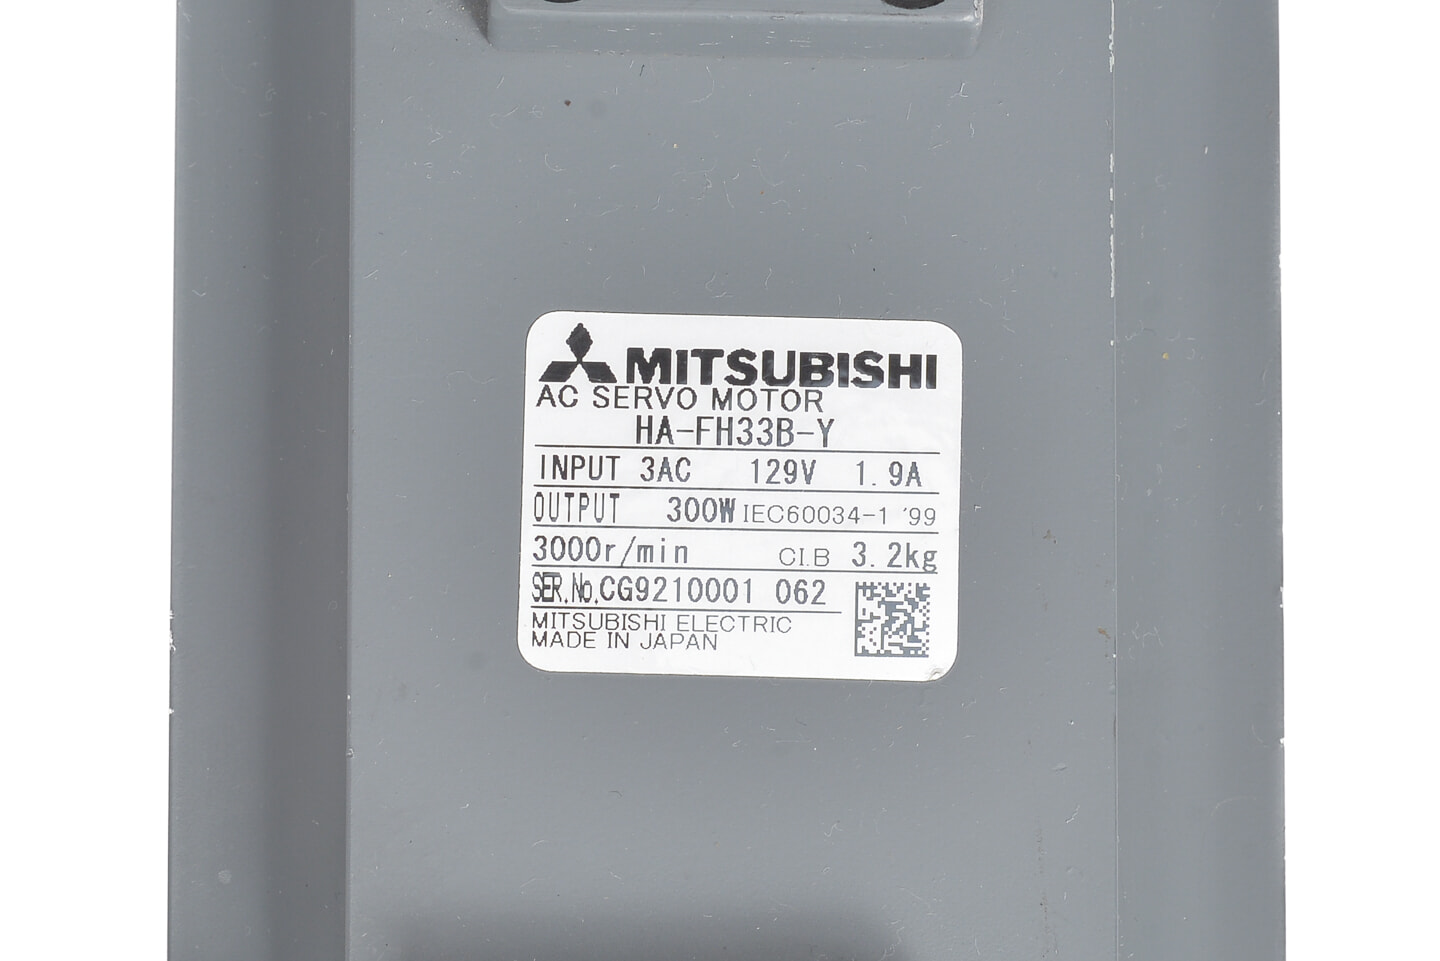 MITSUBISHI
AC SERVO MOTOR
HA-FH33B-Y
INPUT 3AC 129V 1.9A
OUTPUT 300W IEC60034-1 '99
3000r/min CI.B 3.2kg
SER.No.CG9210001 062
MITSUBISHI ELECTRIC
MADE IN JAPAN